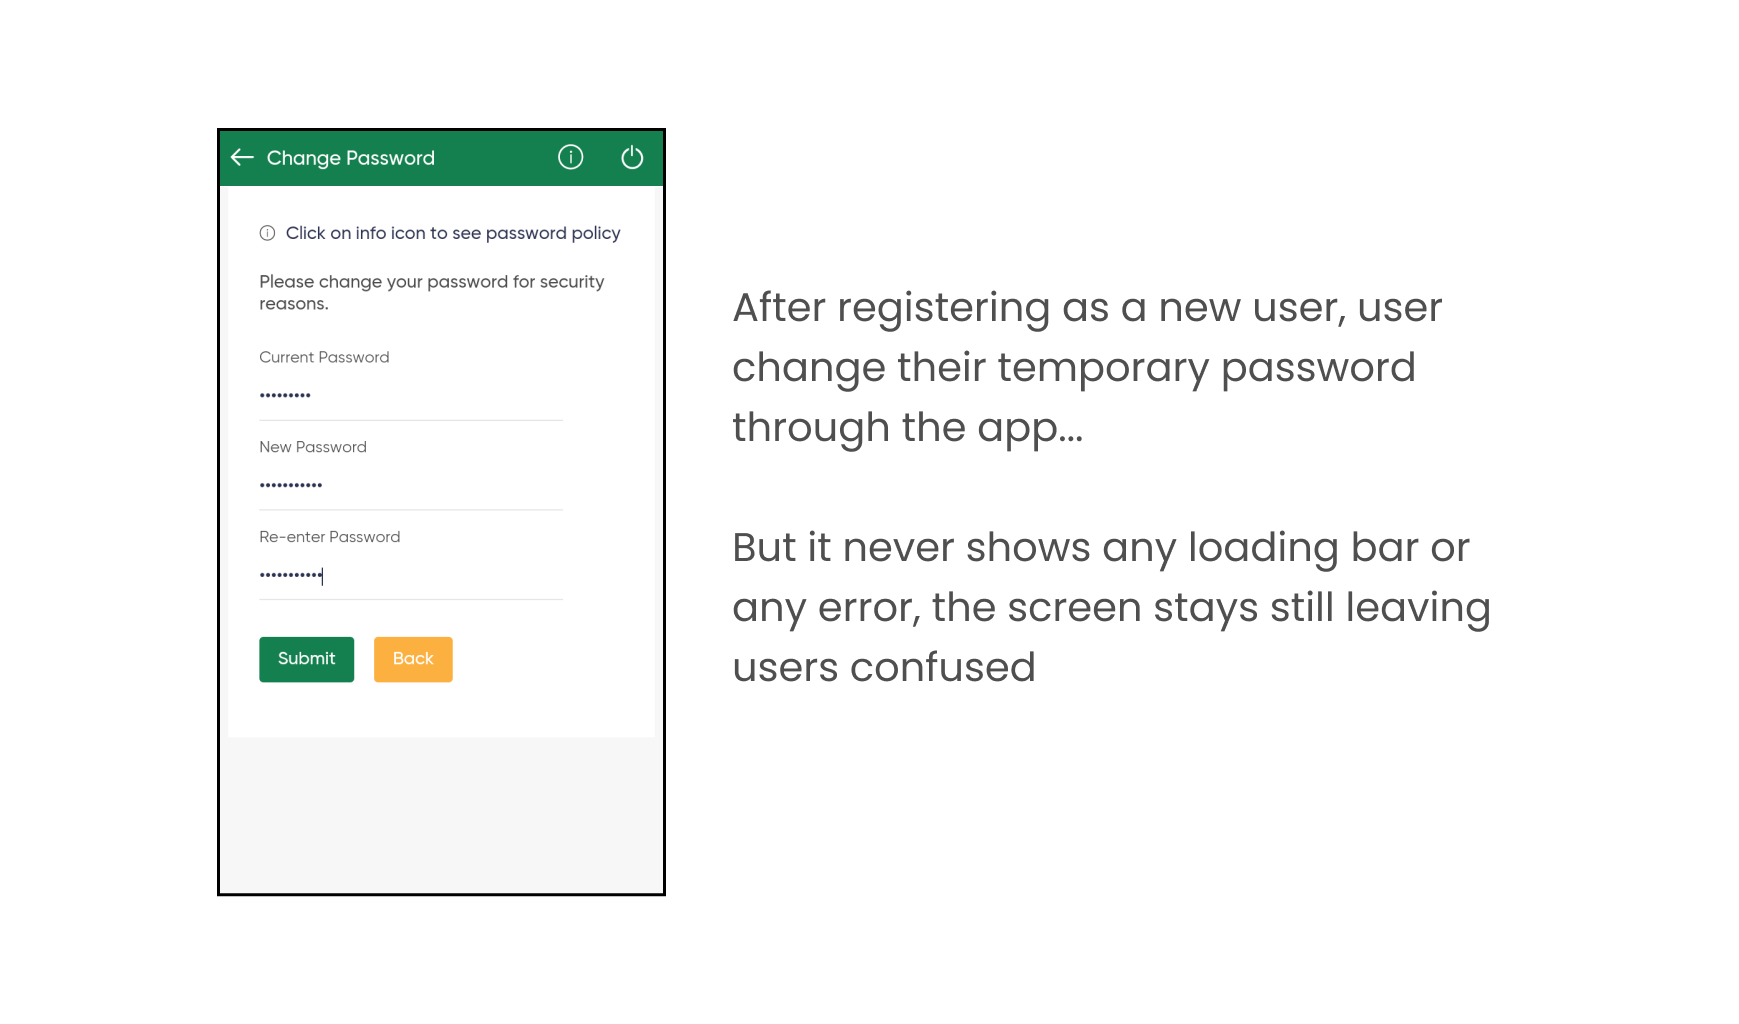 Change Password
Click on info icon to see password policy
Please change your password for security
reasons.
Current Password
•••••••••
New Password
•••••••••••
Re-enter Password
•••••••••••
Submit
Back
After registering as a new user, user
change their temporary password
through the app...
But it never shows any loading bar or
any error, the screen stays still leaving
users confused